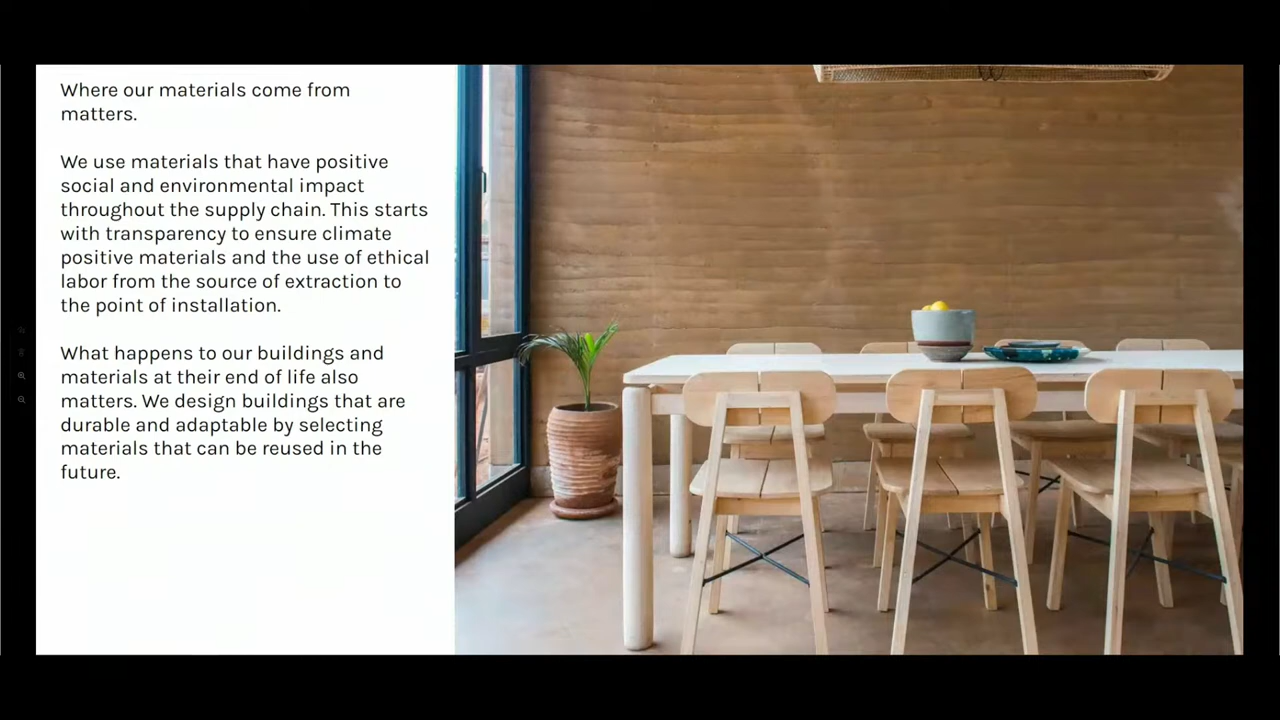 Where our materials come from
matters.
We use materials that have positive
social and environmental impact
throughout the supply chain. This starts
with transparency to ensure climate
positive materials and the use of ethical
labor from the source of extraction to
the point of installation.
What happens to our buildings and
materials at their end of life also
matters. We design buildings that are
durable and adaptable by selecting
materials that can be reused in the
future.